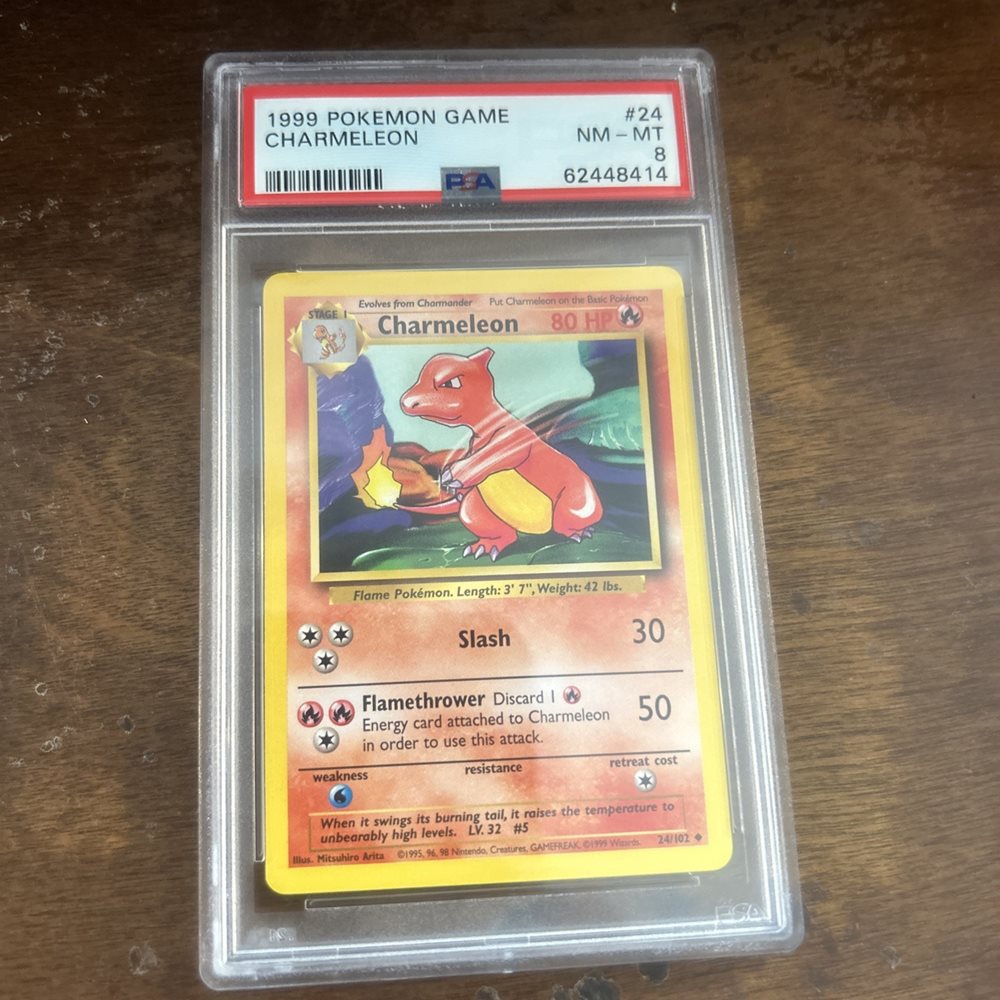 1999 POKEMON GAME #24
CHARMELEON NM - MT
8
PSA 62448414
Evolves from Charmander Put Charmeleon on the Basic Pokémon
STAGE 1 Charmeleon 80 HP
Flame Pokémon. Length: 3' 7", Weight: 42 lbs.
Slash 30
Flamethrower Discard 1
Energy card attached to Charmeleon 50
in order to use this attack.
weakness resistance retreat cost
When it swings its burning tail, it raises the temperature to
unbearably high levels. LV. 32 #5
Illus. Mitsuhiro Arita ©1995, 96, 98 Nintendo, Creatures, GAMEFREAK. ©1999 Wizards. 24/102
PSA